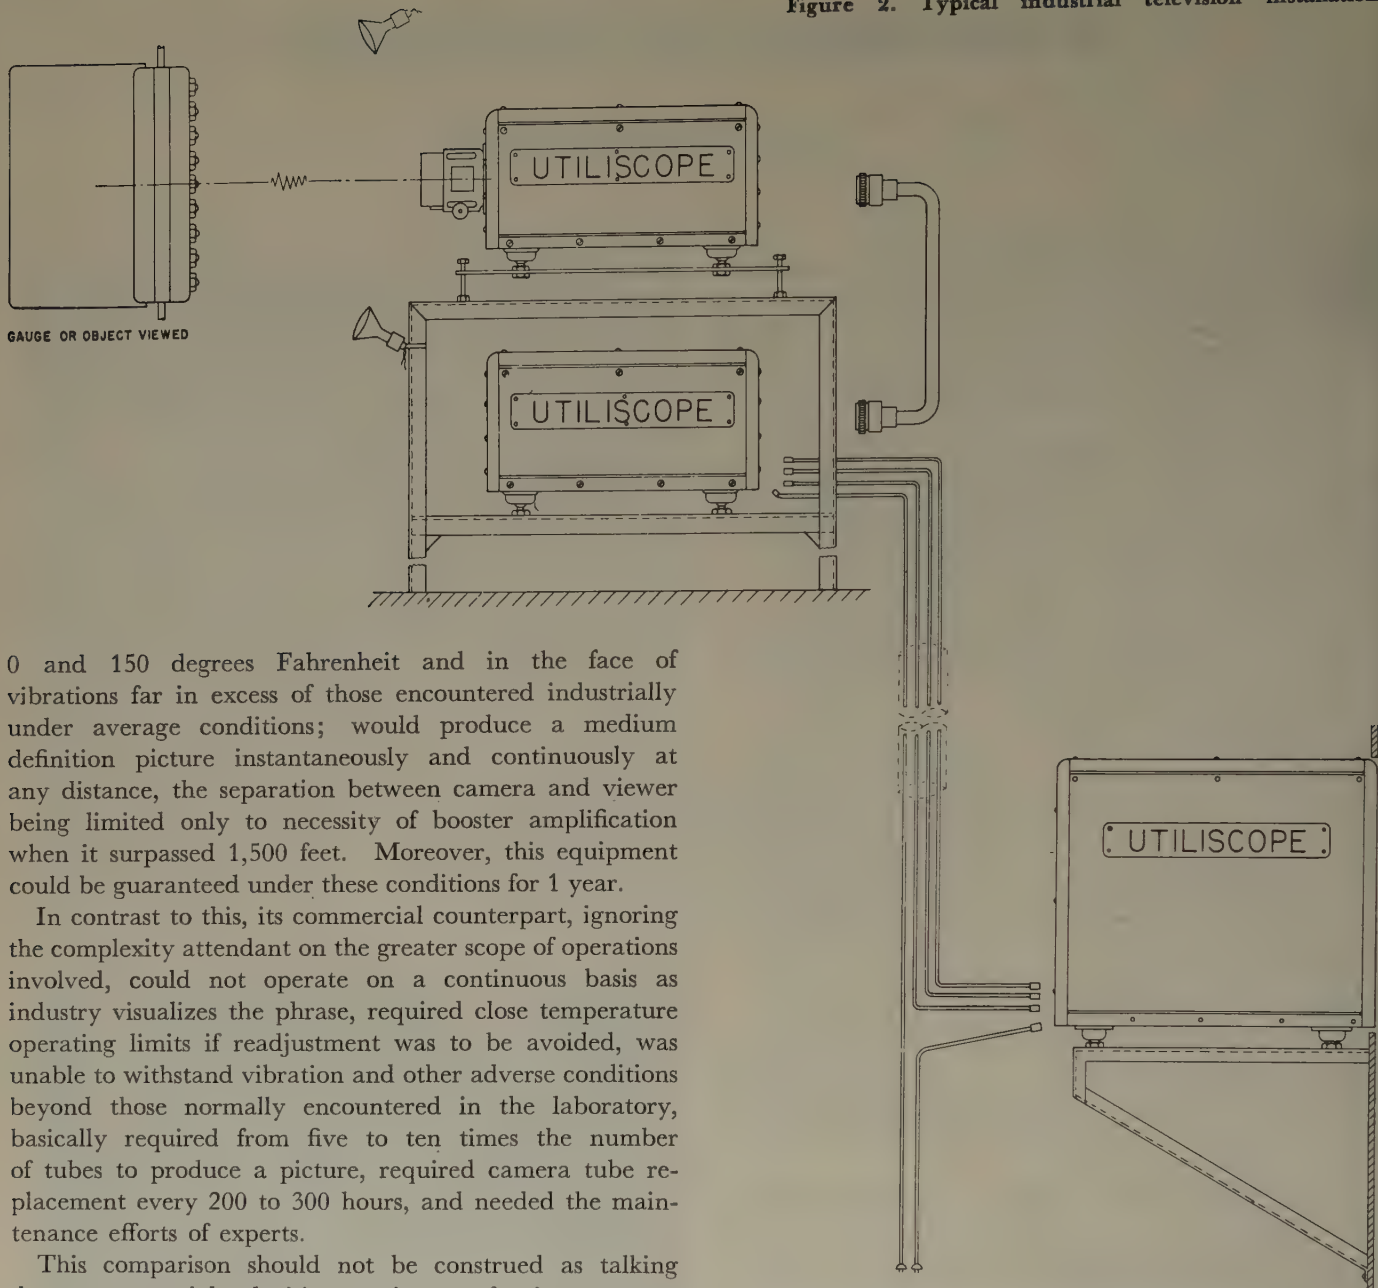 Figure 2. Typical industrial television installation
UTILISCOPE
GAUGE OR OBJECT VIEWED
UTILISCOPE
0 and 150 degrees Fahrenheit and in the face of
vibrations far in excess of those encountered industrially
under average conditions; would produce a medium
definition picture instantaneously and continuously at
any distance, the separation between camera and viewer
being limited only to necessity of booster amplification
when it surpassed 1,500 feet. Moreover, this equipment
could be guaranteed under these conditions for 1 year.
In contrast to this, its commercial counterpart, ignoring
the complexity attendant on the greater scope of operations
involved, could not operate on a continuous basis as
industry visualizes the phrase, required close temperature
operating limits if readjustment was to be avoided, was
unable to withstand vibration and other adverse conditions
beyond those normally encountered in the laboratory,
basically required from five to ten times the number
of tubes to produce a picture, required camera tube re-
placement every 200 to 300 hours, and needed the main-
tenance efforts of experts.
This comparison should not be construed as talking
UTILISCOPE